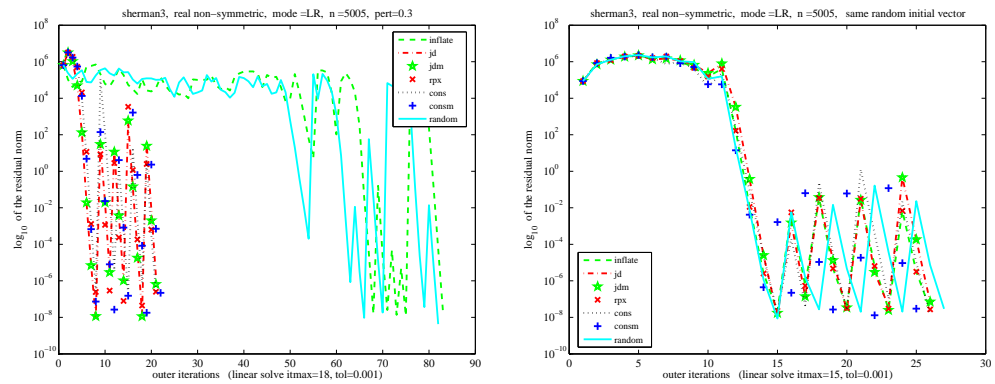 sherman3, real non−symmetric, mode =LR, n =5005, pert=0.3
10^8
10^6
10^4
10^2
10^0
10^−2
10^−4
10^−6
10^−8
10^−10
log10 of the residual norm
inflate
jd
jdm
rpx
cons
consm
random
0 10 20 30 40 50 60 70 80 90
outer iterations (linear solve itmax=18, tol=0.001)
sherman3, real non−symmetric, mode =LR, n =5005, same random initial vector
10^8
10^6
10^4
10^2
10^0
10^−2
10^−4
10^−6
10^−8
10^−10
log10 of the residual norm
inflate
jd
jdm
rpx
cons
consm
random
0 5 10 15 20 25 30
outer iterations (linear solve itmax=15, tol=0.001)